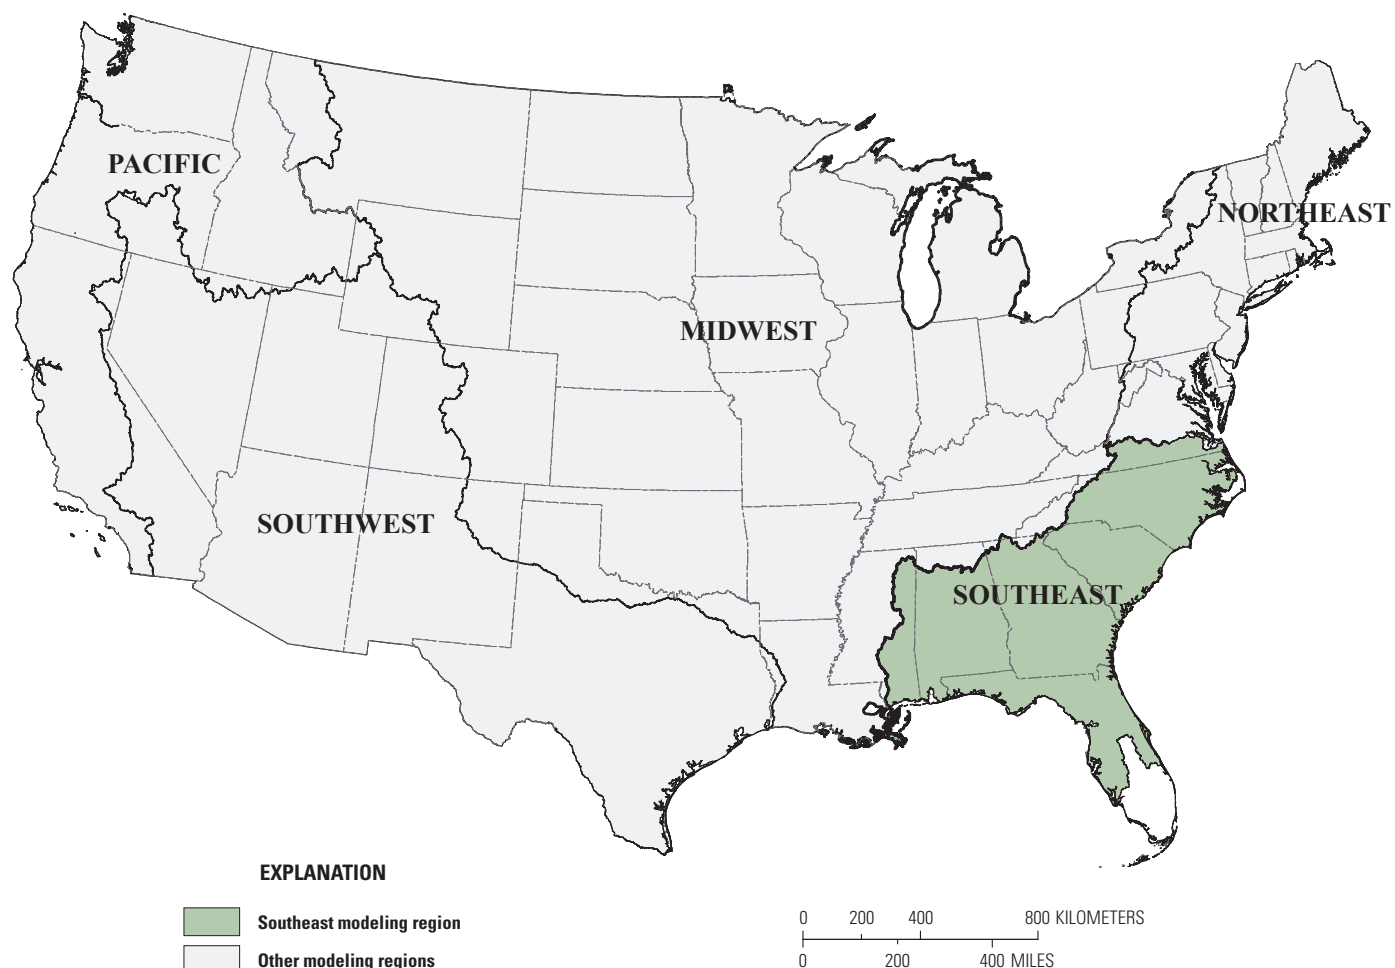 PACIFIC
NORTHEAST
MIDWEST
SOUTHWEST
SOUTHEAST
EXPLANATION
Southeast modeling region
Other modeling regions
0 200 400 800 KILOMETERS
0 200 400 MILES